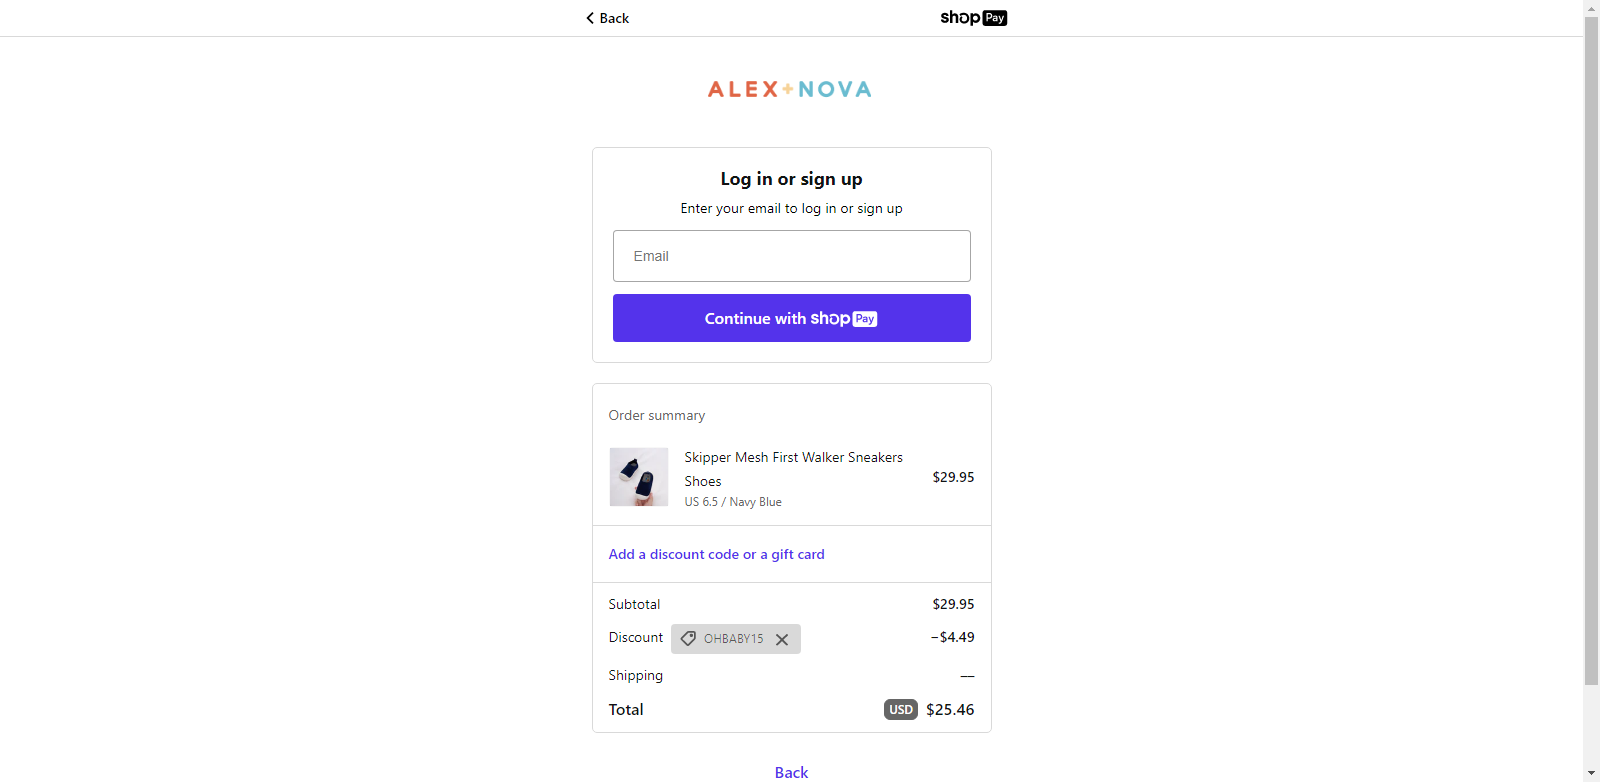 Back
shop Pay
ALEX+NOVA
Log in or sign up
Enter your email to log in or sign up
Email
Continue with shop Pay
Order summary
Skipper Mesh First Walker Sneakers
Shoes
$29.95
US 6.5 / Navy Blue
Add a discount code or a gift card
Subtotal $29.95
Discount OHBABY15 −$4.49
Shipping —
Total USD $25.46
Back